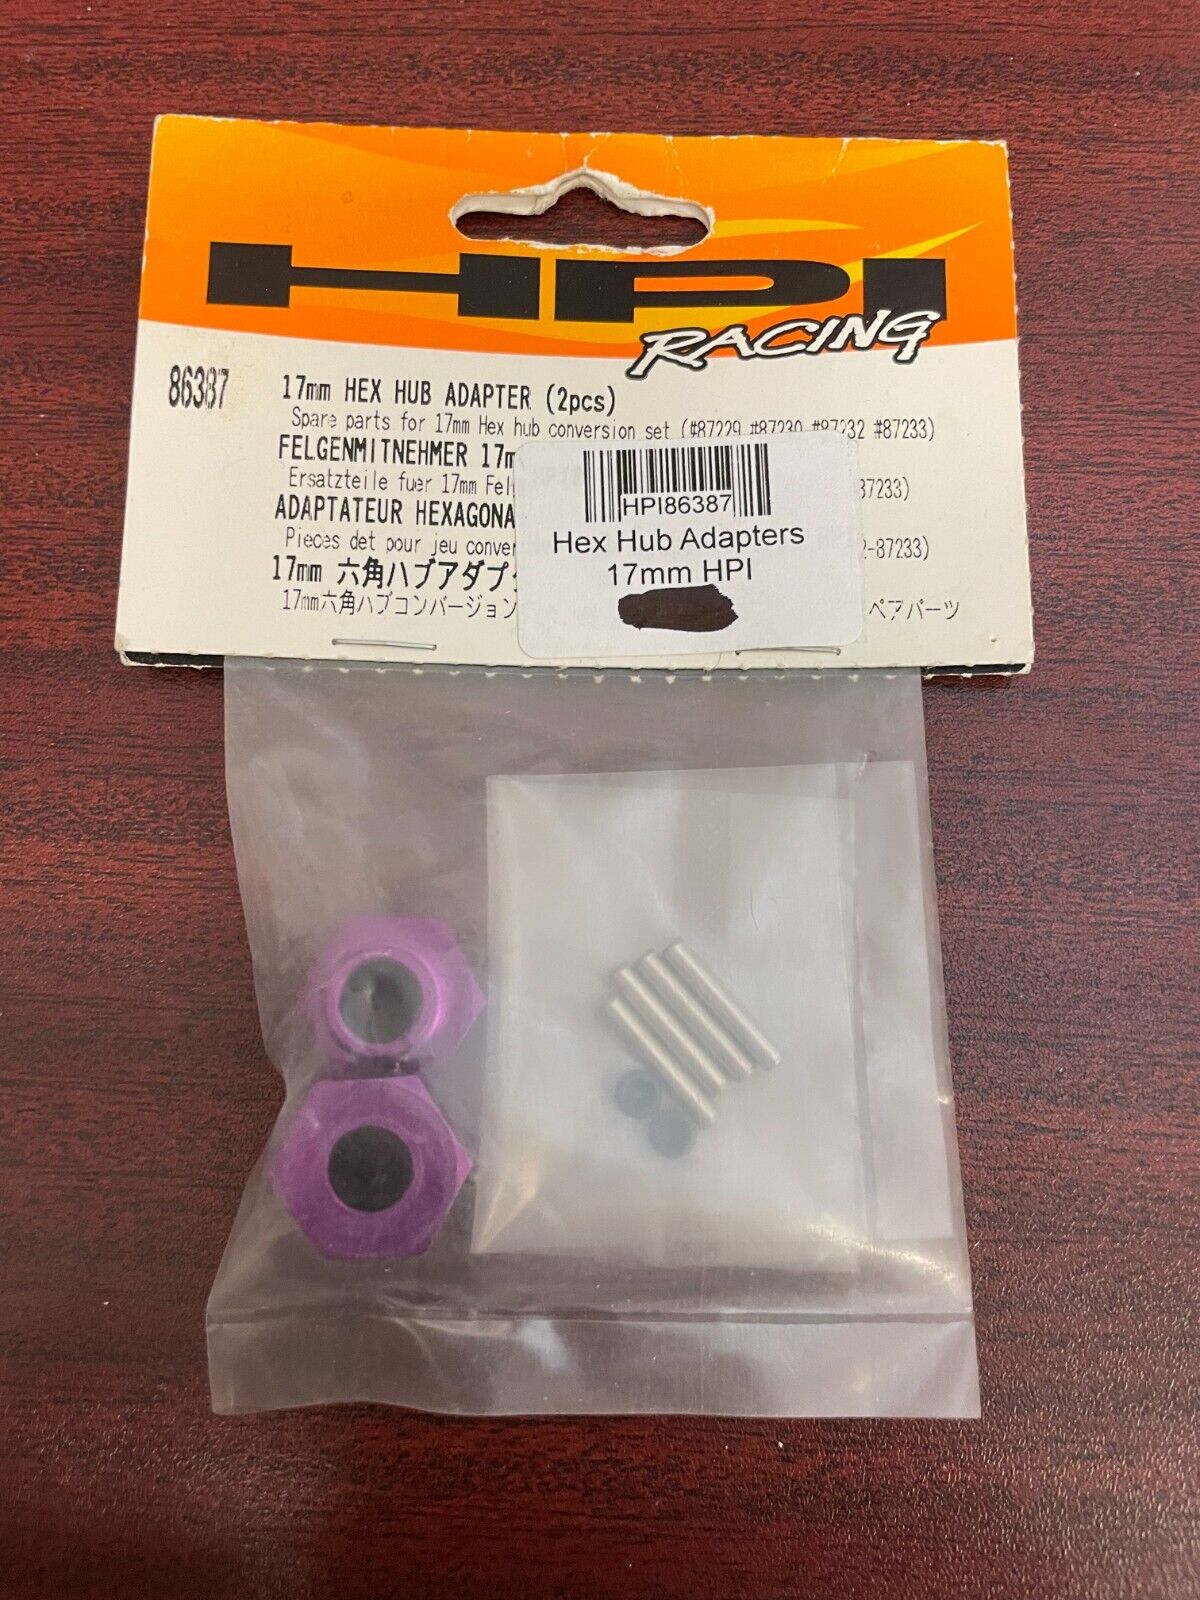 HPI
RACING
86387
17mm HEX HUB ADAPTER (2pcs)
Spare parts for 17mm Hex hub conversion set (#87229 #87230 #87232 #87233)
FELGENMITNEHMER 17m
Ersatzteile fuer 17mm Fel 87233)
ADAPTATEUR HEXAGONA
Pieces det pour jeu conver 2-87233)
17mm 六角ハブアダプ
17mm六角ハブコンバージョン ペアパーツ
HPI86387
Hex Hub Adapters
17mm HPI